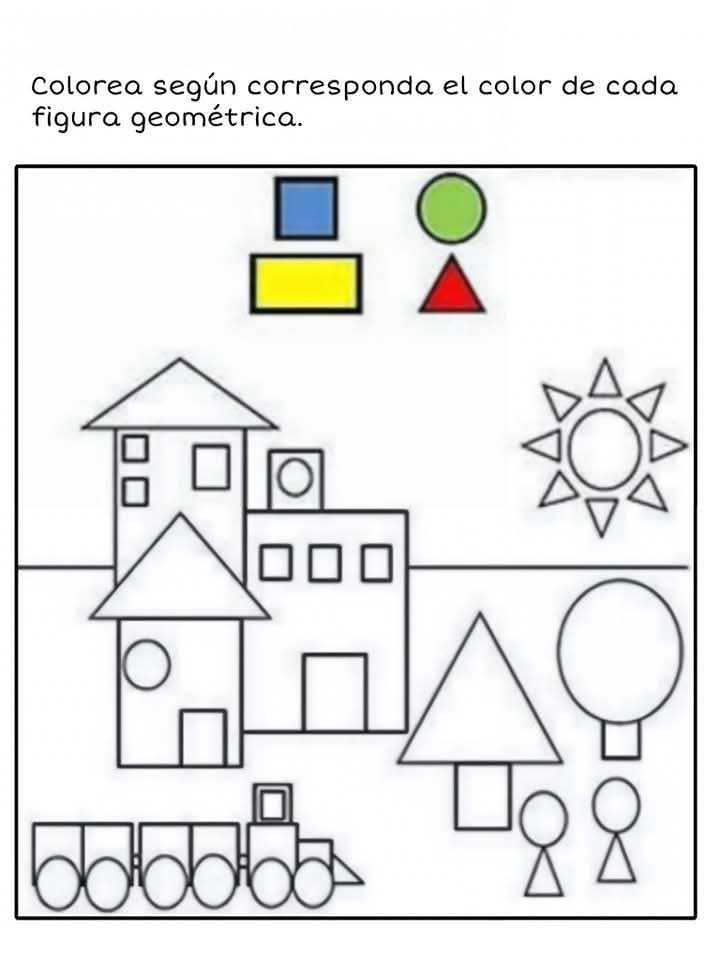 Colorea según corresponda el color de cada
figura geométrica.